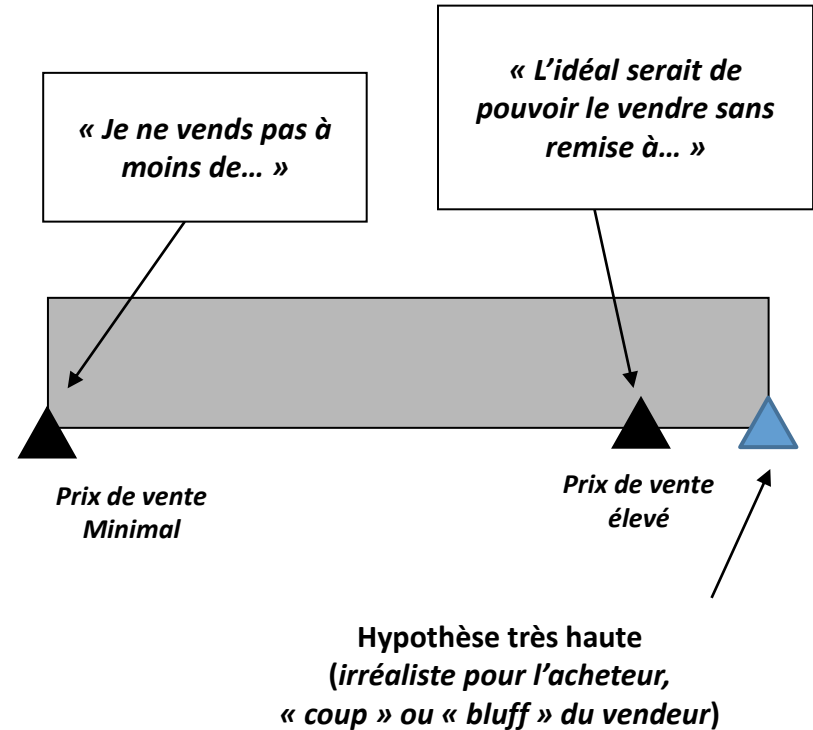 « Je ne vends pas à
moins de... »
« L’idéal serait de
pouvoir le vendre sans
remise à... »
Prix de vente
Minimal
Prix de vente
élevé
Hypothèse très haute
(irréaliste pour l’acheteur,
« coup » ou « bluff » du vendeur)